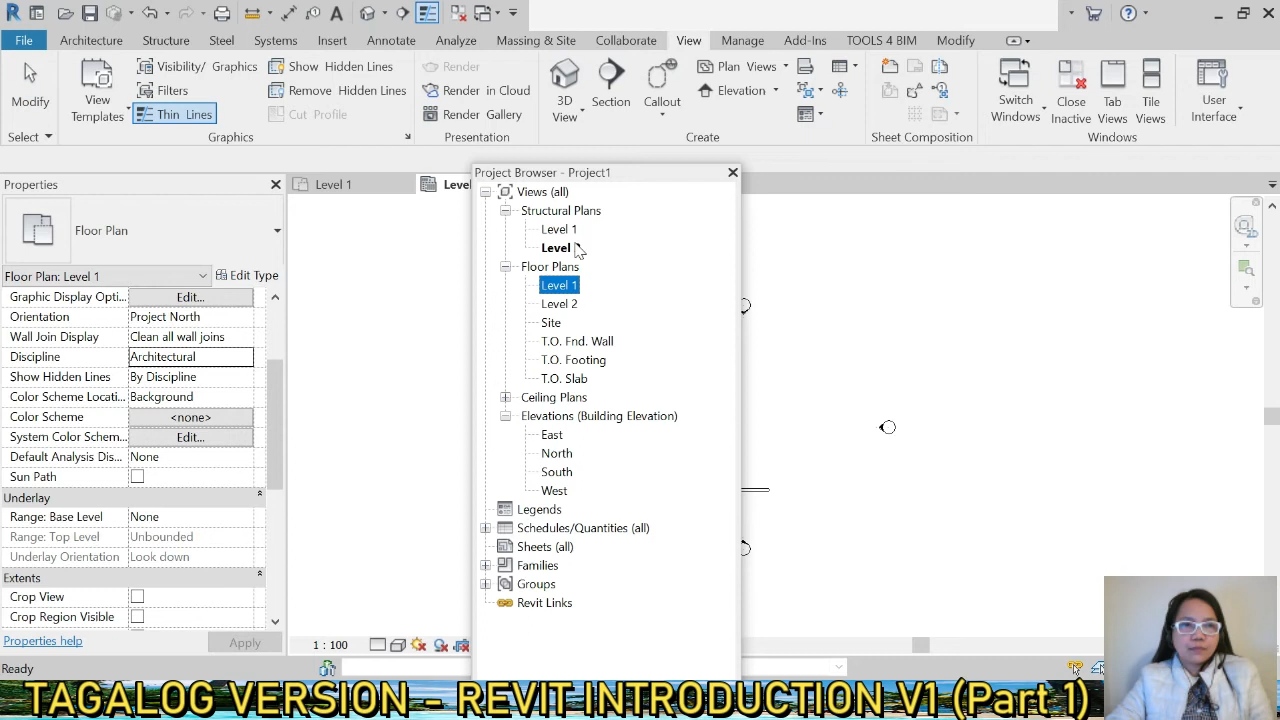 File Architecture Structure Steel Systems Insert Annotate Analyze Massing & Site Collaborate View Manage Add-Ins TOOLS 4 BIM Modify
Modify
Select
View
Templates
Visibility/ Graphics
Filters
Thin Lines
Show Hidden Lines
Remove Hidden Lines
Cut Profile
Graphics
Render
Render in Cloud
Render Gallery
Presentation
3D
View
Section
Callout
Plan Views
Elevation
Create
Sheet Composition
Switch
Windows
Close
Inactive
Tab
Views
Tile
Views
Windows
User
Interface
Properties
Floor Plan
Floor Plan: Level 1
Edit Type
Graphic Display Opti... Edit...
Orientation Project North
Wall Join Display Clean all wall joins
Discipline Architectural
Show Hidden Lines By Discipline
Color Scheme Locati... Background
Color Scheme <none>
System Color Schem... Edit...
Default Analysis Dis... None
Sun Path
Underlay
Range: Base Level None
Range: Top Level Unbounded
Underlay Orientation Look down
Extents
Crop View
Crop Region Visible
Properties help
Apply
Ready
Level 1
Level
Project Browser - Project1
Views (all)
Structural Plans
Level 1
Level
Floor Plans
Level 1
Level 2
Site
T.O. Fnd. Wall
T.O. Footing
T.O. Slab
Ceiling Plans
Elevations (Building Elevation)
East
North
South
West
Legends
Schedules/Quantities (all)
Sheets (all)
Families
Groups
Revit Links
1 : 100
TAGALOG VERSION - REVIT INTRODUCTION V1 (Part 1)